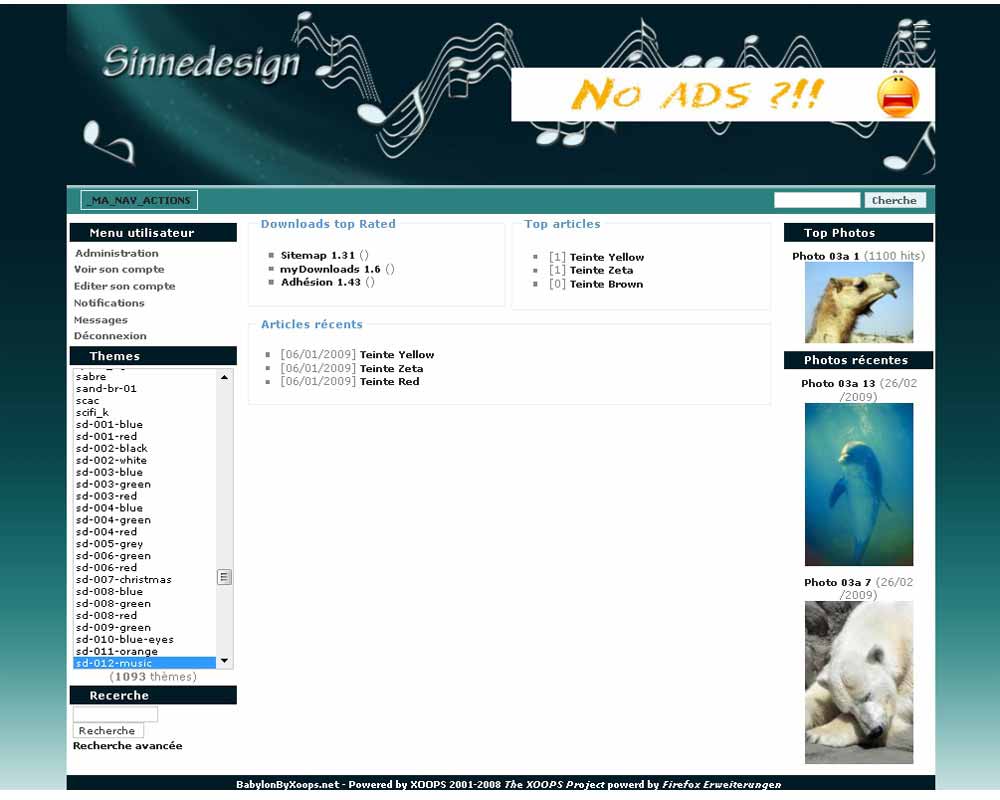 Sinnedesign
No ADS ?!!
_MA_NAV_ACTIONS
Cherche
Menu utilisateur
Administration
Voir son compte
Editer son compte
Notifications
Messages
Déconnexion
Themes
sabre
sand-br-01
scac
scifi_k
sd-001-blue
sd-001-red
sd-002-black
sd-002-white
sd-003-blue
sd-003-green
sd-003-red
sd-004-blue
sd-004-green
sd-004-red
sd-005-grey
sd-006-green
sd-006-red
sd-007-christmas
sd-008-blue
sd-008-green
sd-008-red
sd-009-green
sd-010-blue-eyes
sd-011-orange
sd-012-music
(1093 thèmes)
Recerche
Recherche
Recherche avancée
Downloads top Rated
Sitemap 1.31 ()
myDownloads 1.6 ()
Adhésion 1.43 ()
Top articles
[1] Teinte Yellow
[1] Teinte Zeta
[0] Teinte Brown
Articles récents
[06/01/2009] Teinte Yellow
[06/01/2009] Teinte Zeta
[06/01/2009] Teinte Red
Top Photos
Photo 03a 1 (1100 hits)
Photos récentes
Photo 03a 13 (26/02
/2009)
Photo 03a 7 (26/02
/2009)
BabylonByXoops.net - Powered by XOOPS 2001-2008 The XOOPS Project powerd by Firefox Erweiterungen